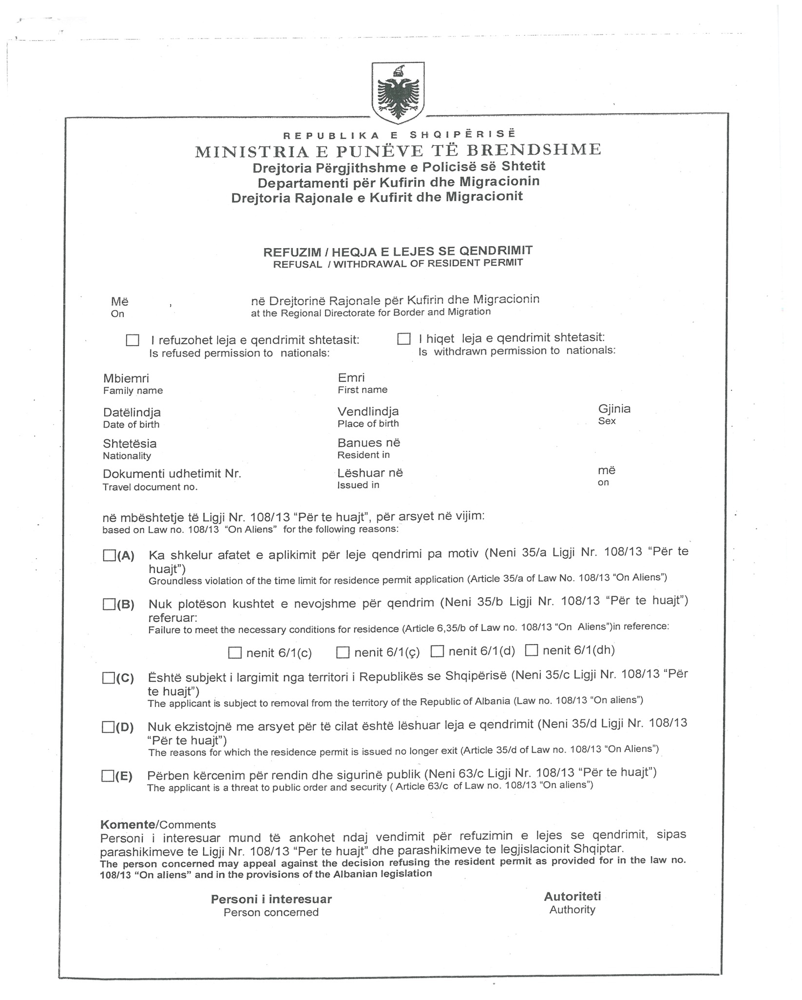 REPUBLIKA E SHQIPËRISË
MINISTRIA E PUNËVE TË BRENDSHME
Drejtoria Përgjithshme e Policisë së Shtetit
Departamenti për Kufirin dhe Migracionin
Drejtoria Rajonale e Kufirit dhe Migracionit
REFUZIM / HEQJA E LEJES SE QENDRIMIT
REFUSAL / WITHDRAWAL OF RESIDENT PERMIT
Më , në Drejtorinë Rajonale për Kufirin dhe Migracionin
On at the Regional Directorate for Border and Migration
I refuzohet leja e qendrimit shtetasit: I hiqet leja e qendrimit shtetasit:
Is refused permission to nationals: Is withdrawn permission to nationals:
Mbiemri Emri
Family name First name
Datëlindja Vendlindja Gjinia
Date of birth Place of birth Sex
Shtetësia Banues në
Nationality Resident in
Dokumenti udhetimit Nr. Lëshuar në më
Travel document no. Issued in on
në mbështetje të Ligji Nr. 108/13 “Për te huajt”, për arsyet në vijim:
based on Law no. 108/13 “On Aliens” for the following reasons:
(A) Ka shkelur afatet e aplikimit për leje qendrimi pa motiv (Neni 35/a Ligji Nr. 108/13 “Për te
huajt”)
Groundless violation of the time limit for residence permit application (Article 35/a of Law No. 108/13 “On Aliens”)
(B) Nuk plotëson kushtet e nevojshme për qendrim (Neni 35/b Ligji Nr. 108/13 “Për te huajt”)
referuar:
Failure to meet the necessary conditions for residence (Article 6,35/b of Law no. 108/13 “On Aliens”)in reference:
nenit 6/1(c) nenit 6/1(ç) nenit 6/1(d) nenit 6/1(dh)
(C) Është subjekt i largimit nga territori i Republikës se Shqipërisë (Neni 35/c Ligji Nr. 108/13 “Për
te huajt”)
The applicant is subject to removal from the territory of the Republic of Albania (Law no. 108/13 “On aliens”)
(D) Nuk ekzistojnë me arsyet për të cilat është lëshuar leja e qendrimit (Neni 35/d Ligji Nr. 108/13
“Për te huajt”)
The reasons for which the residence permit is issued no longer exit (Article 35/d of Law no. 108/13 “On Aliens”)
(E) Përben kërcenim për rendin dhe sigurinë publik (Neni 63/c Ligji Nr. 108/13 “Për te huajt”)
The applicant is a threat to public order and security ( Article 63/c of Law no. 108/13 “On aliens”)
Komente/Comments
Personi i interesuar mund të ankohet ndaj vendimit për refuzimin e lejes se qendrimit, sipas
parashikimeve te Ligji Nr. 108/13 “Per te huajt” dhe parashikimeve te legjislacionit Shqiptar.
The person concerned may appeal against the decision refusing the resident permit as provided for in the law no.
108/13 “On aliens” and in the provisions of the Albanian legislation
Personi i interesuar Autoriteti
Person concerned Authority